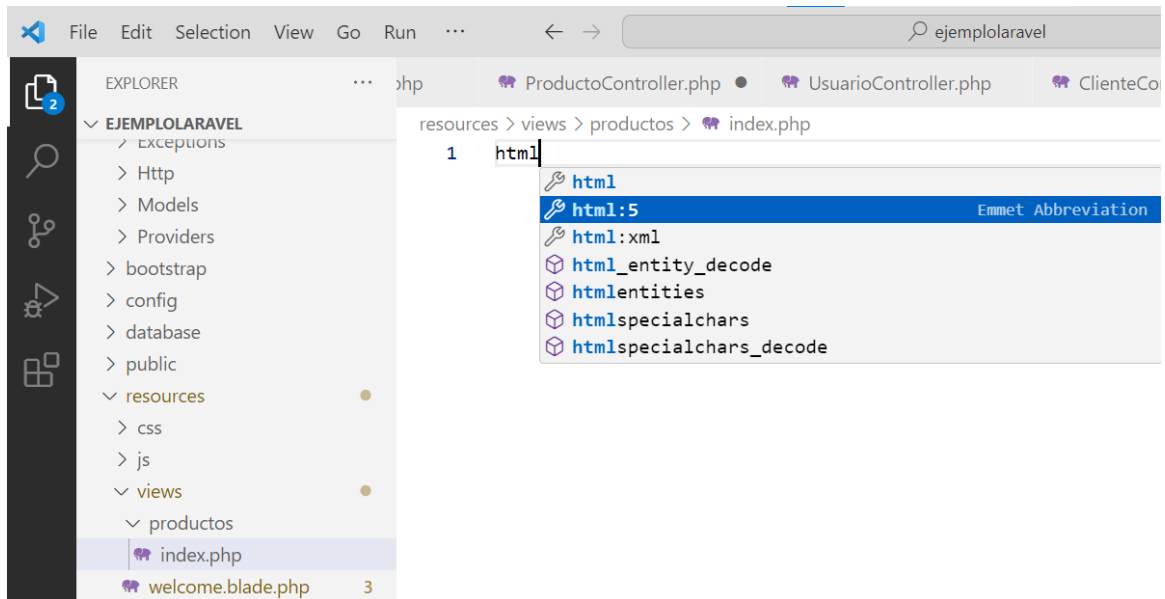 File Edit Selection View Go Run ··· ejemplolaravel
EXPLORER ···
2
EJEMPLOLARAVEL
Exceptions
Http
Models
Providers
bootstrap
config
database
public
resources
css
js
views
productos
index.php
welcome.blade.php 3
php ProductoController.php UsuarioController.php ClienteCo
resources > views > productos > index.php
1 html
html
html:5 Emmet Abbreviation
html:xml
html_entity_decode
htmlentities
htmlspecialchars
htmlspecialchars_decode